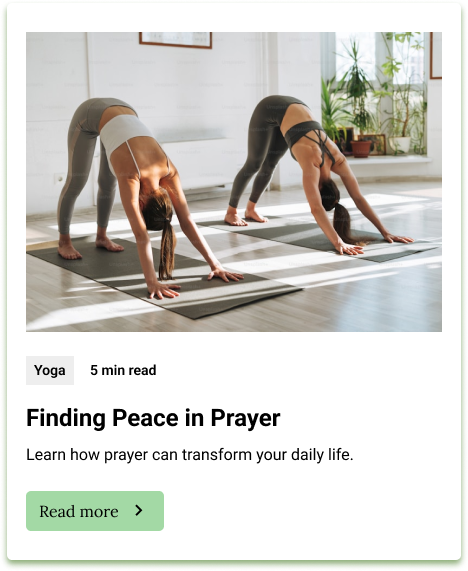 Yoga
5 min read
Finding Peace in Prayer
Learn how prayer can transform your daily life.
Read more